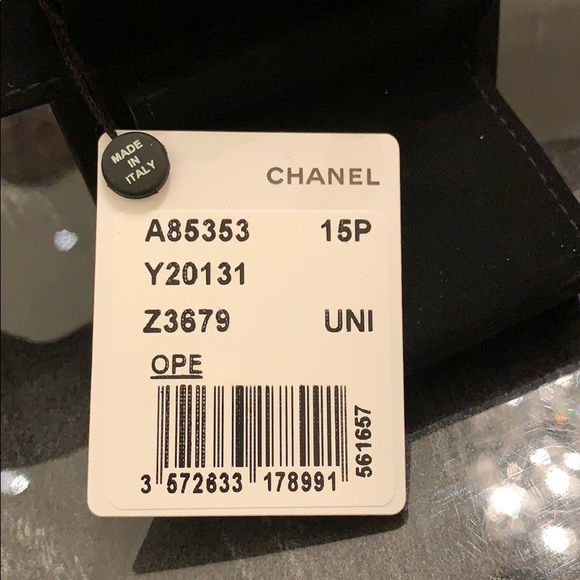 MADE
IN
ITALY
CHANEL
A85353 15P
Y20131
Z3679 UNI
OPE
3 572633 178991
561657